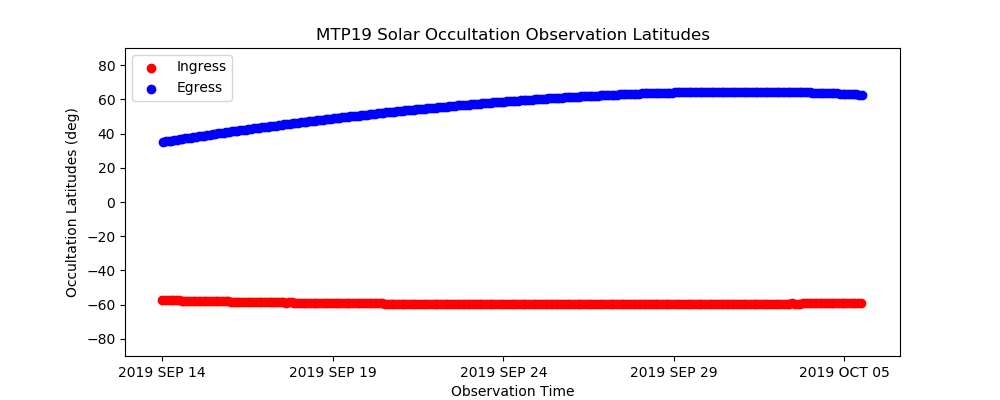 MTP19 Solar Occultation Observation Latitudes
Ingress
Egress
Occultation Latitudes (deg)
80
60
40
20
0
−20
−40
−60
−80
2019 SEP 14
2019 SEP 19
2019 SEP 24
2019 SEP 29
2019 OCT 05
Observation Time